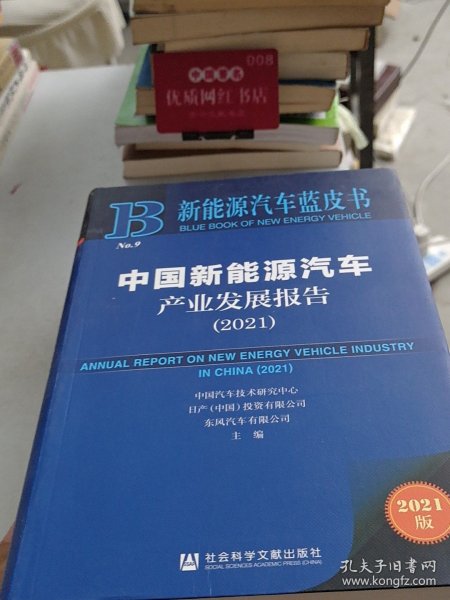 008
中国著名
优质网红书店
B
No.9
新能源汽车蓝皮书
BLUE BOOK OF NEW ENERGY VEHICLE
中国新能源汽车
产业发展报告
(2021)
ANNUAL REPORT ON NEW ENERGY VEHICLE INDUSTRY
IN CHINA (2021)
中国汽车技术研究中心
日产(中国)投资有限公司
东风汽车有限公司
主 编
2021
版
社会科学文献出版社
SOCIAL SCIENCES ACADEMIC PRESS (CHINA)
孔夫子旧书网
www.kongfz.com